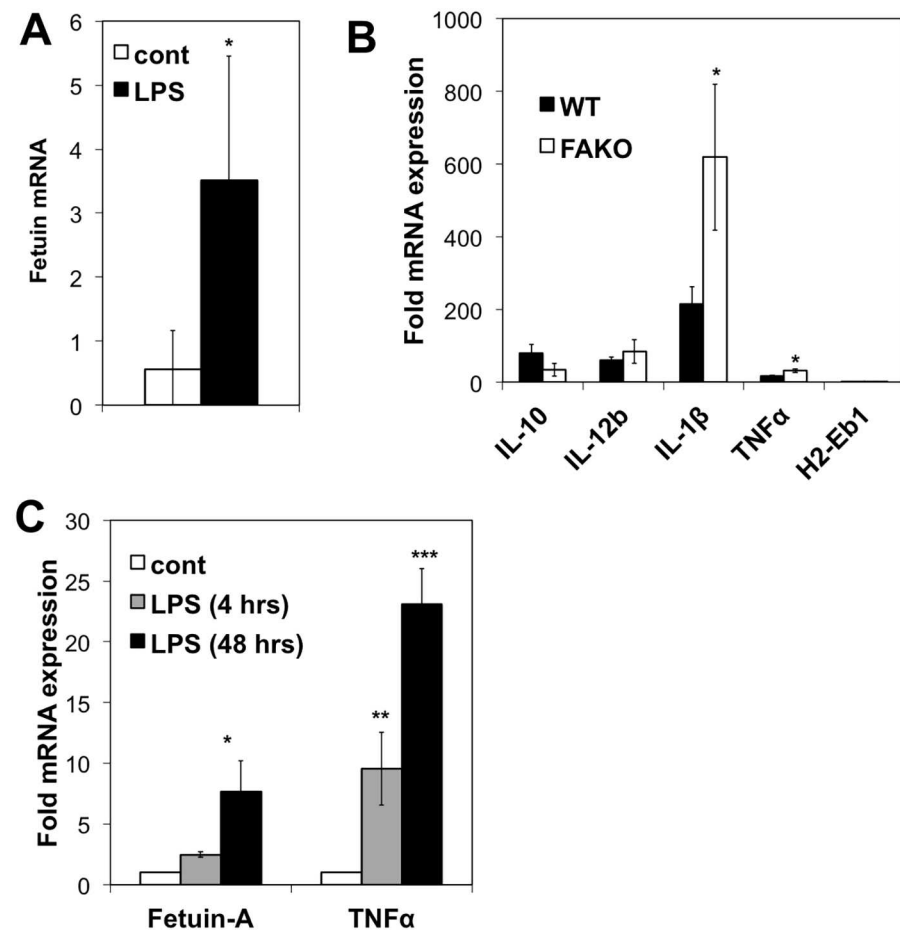 A
cont
LPS
*
Fetuin mRNA
6
5
4
3
2
1
0
B
WT
FAKO
*
*
Fold mRNA expression
1000
800
600
400
200
0
IL-10
IL-12b
IL-1β
TNFα
H2-Eb1
C
cont
LPS (4 hrs)
LPS (48 hrs)
*
**
***
Fold mRNA expression
30
25
20
15
10
5
0
Fetuin-A
TNFα